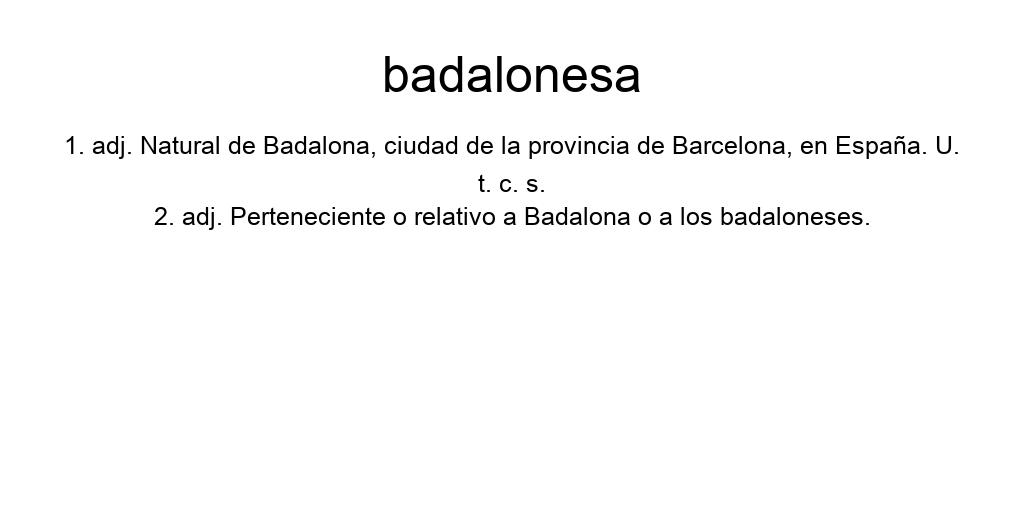 badalonesa
1. adj. Natural de Badalona, ciudad de la provincia de Barcelona, en España. U.
t. c. s.
2. adj. Perteneciente o relativo a Badalona o a los badaloneses.